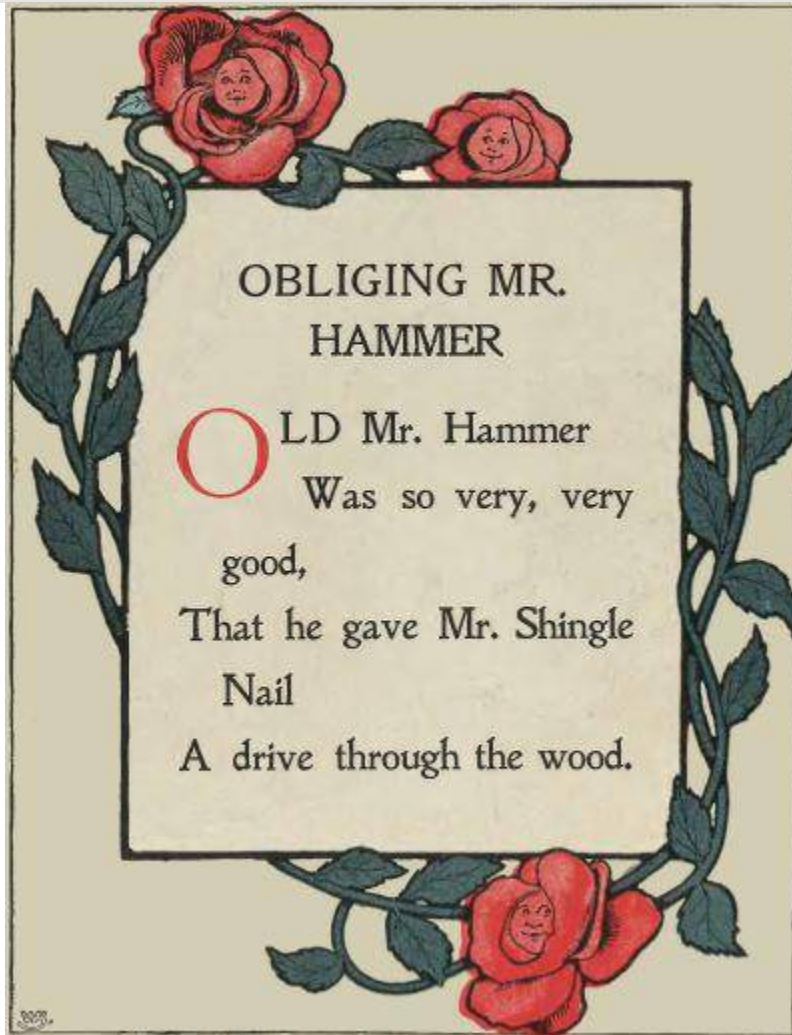 OBLIGING MR.
HAMMER
OLD Mr. Hammer
Was so very, very
good,
That he gave Mr. Shingle
Nail
A drive through the wood.